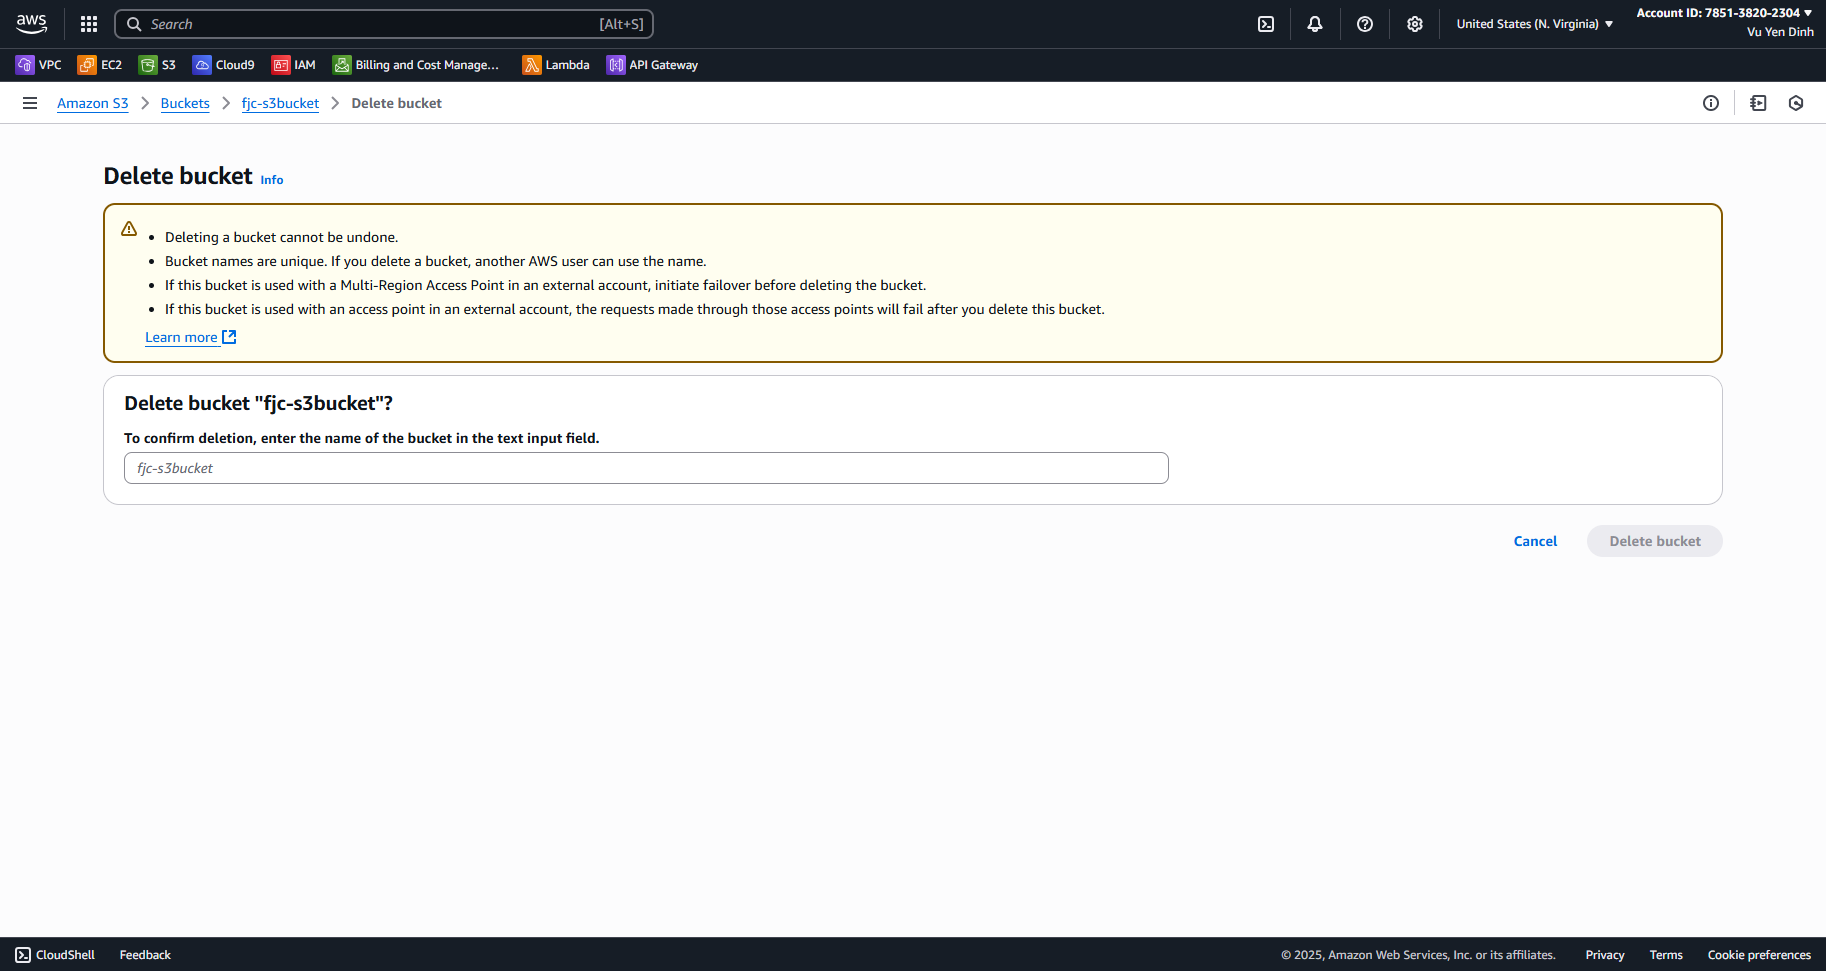 aws
Search [Alt+S]
United States (N. Virginia)
Account ID: 7851-3820-2304
Vu Yen Dinh
VPC
EC2
S3
Cloud9
IAM
Billing and Cost Manage...
Lambda
API Gateway
Amazon S3 > Buckets > fjc-s3bucket > Delete bucket
Delete bucket Info
• Deleting a bucket cannot be undone.
• Bucket names are unique. If you delete a bucket, another AWS user can use the name.
• If this bucket is used with a Multi-Region Access Point in an external account, initiate failover before deleting the bucket.
• If this bucket is used with an access point in an external account, the requests made through those access points will fail after you delete this bucket.
Learn more
Delete bucket "fjc-s3bucket"?
To confirm deletion, enter the name of the bucket in the text input field.
fjc-s3bucket
Cancel
Delete bucket
CloudShell
Feedback
© 2025, Amazon Web Services, Inc. or its affiliates.
Privacy
Terms
Cookie preferences